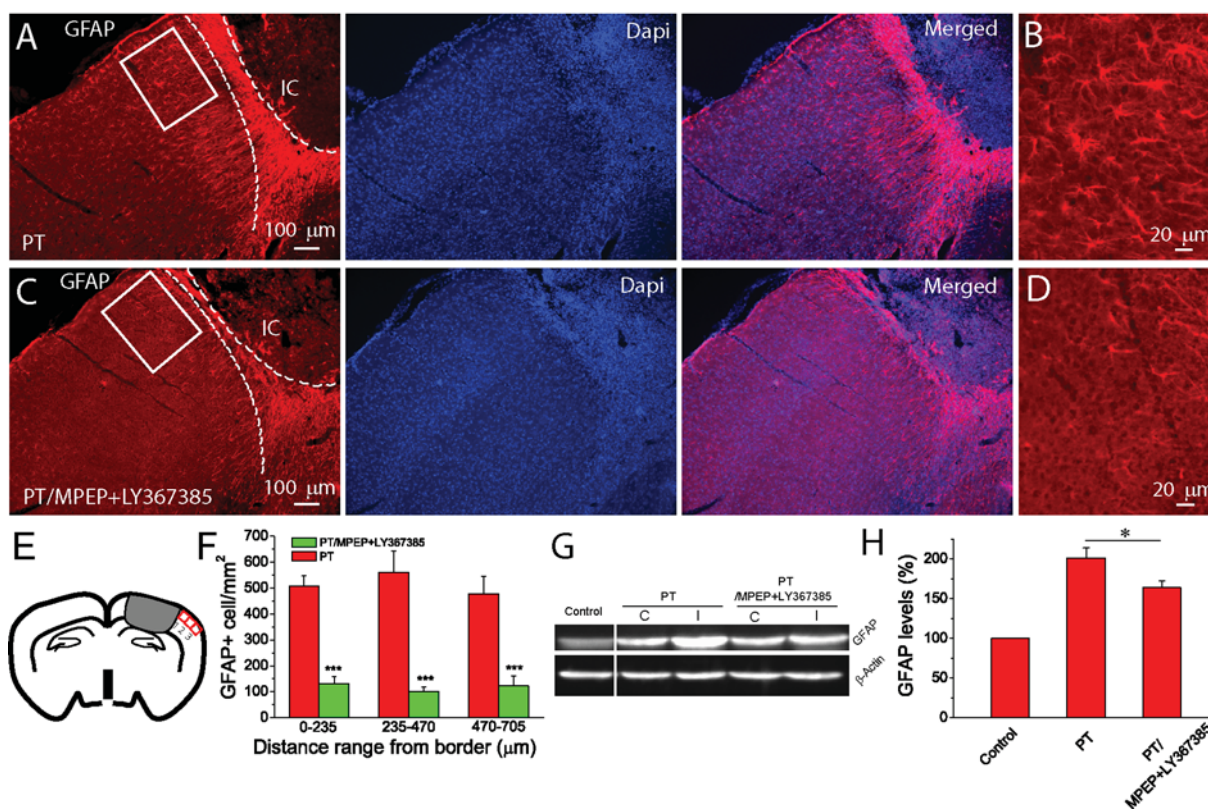 A
GFAP
IC
PT
100 μm
Dapi
Merged
B
20 μm
C
GFAP
IC
PT/MPEP+LY367385
100 μm
Dapi
Merged
D
20 μm
E
1 2 3
F
PT/MPEP+LY367385
PT
GFAP+ cell/mm²
700
600
500
400
300
200
100
0
*** *** ***
0-235 235-470 470-705
Distance range from border (μm)
G
Control
PT
PT
/MPEP+LY367385
C I C I
GFAP
β-Actin
H
GFAP levels (%)
200
150
100
50
0
*
Control
PT
PT/
MPEP+LY367385